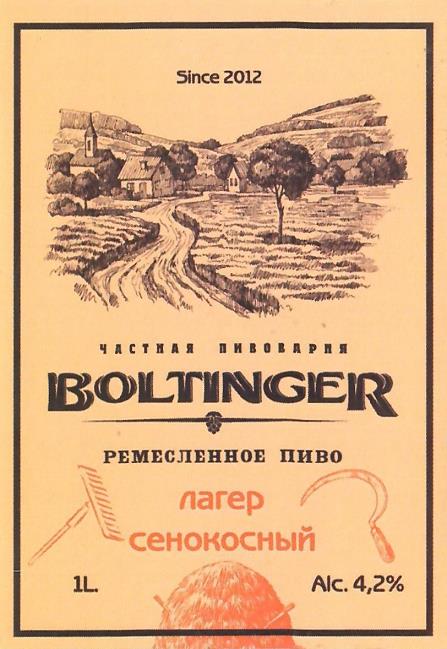 Since 2012
ЧАСТНАЯ ПИВОВАРНЯ
BOLTINGER
РЕМЕСЛЕННОЕ ПИВО
лагер
сенокосный
1L.
Alc. 4,2%